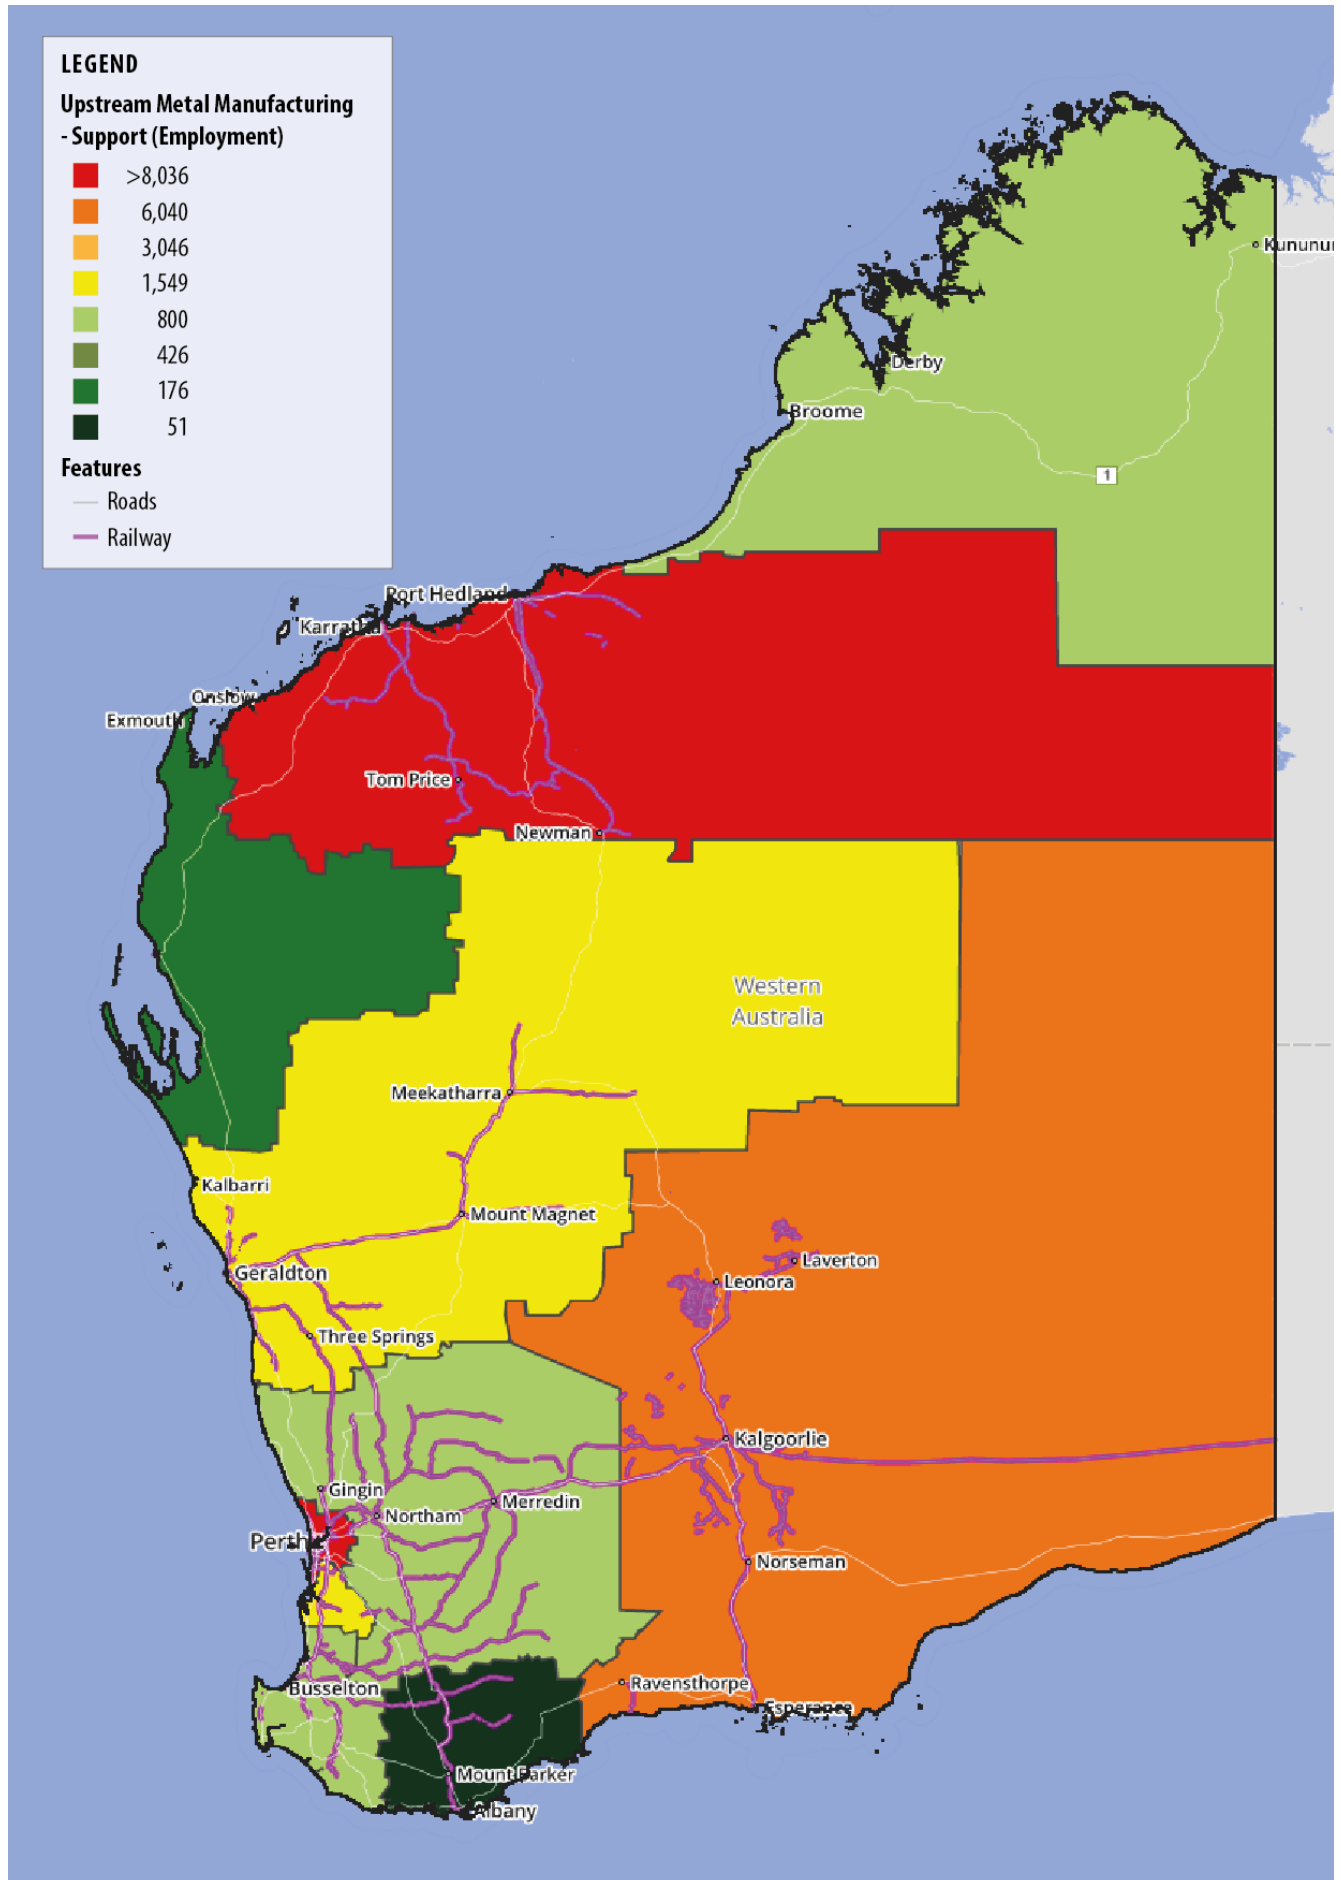 LEGEND
Upstream Metal Manufacturing
- Support (Employment)
>8,036
6,040
3,046
1,549
800
426
176
51
Features
Roads
Railway
Kununur
Derby
Broome
1
Port Hedland
Karratha
Onslow
Exmouth
Tom Price
Newman
Western
Australia
Meekatharra
Kalbarri
Mount Magnet
Laverton
Geraldton
Leonora
Three Springs
Kalgoorlie
Gingin
Merredin
Northam
Perth
Norseman
Ravensthorpe
Busselton
Esperance
Mount Barker
Albany